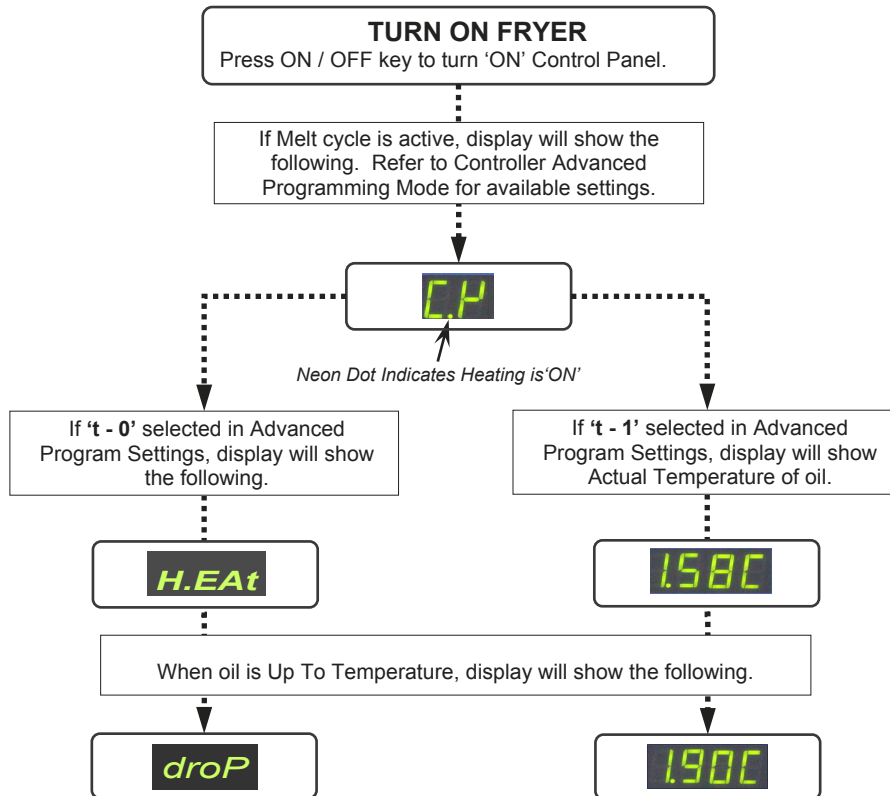 TURN ON FRYER
Press ON / OFF key to turn ‘ON’ Control Panel.
If Melt cycle is active, display will show the
following. Refer to Controller Advanced
Programming Mode for available settings.
Neon Dot Indicates Heating is‘ON’
If ‘t - 0’ selected in Advanced
Program Settings, display will show
the following.
If ‘t - 1’ selected in Advanced
Program Settings, display will show
Actual Temperature of oil.
H.EAt
1.58C
When oil is Up To Temperature, display will show the following.
droP
1.90C